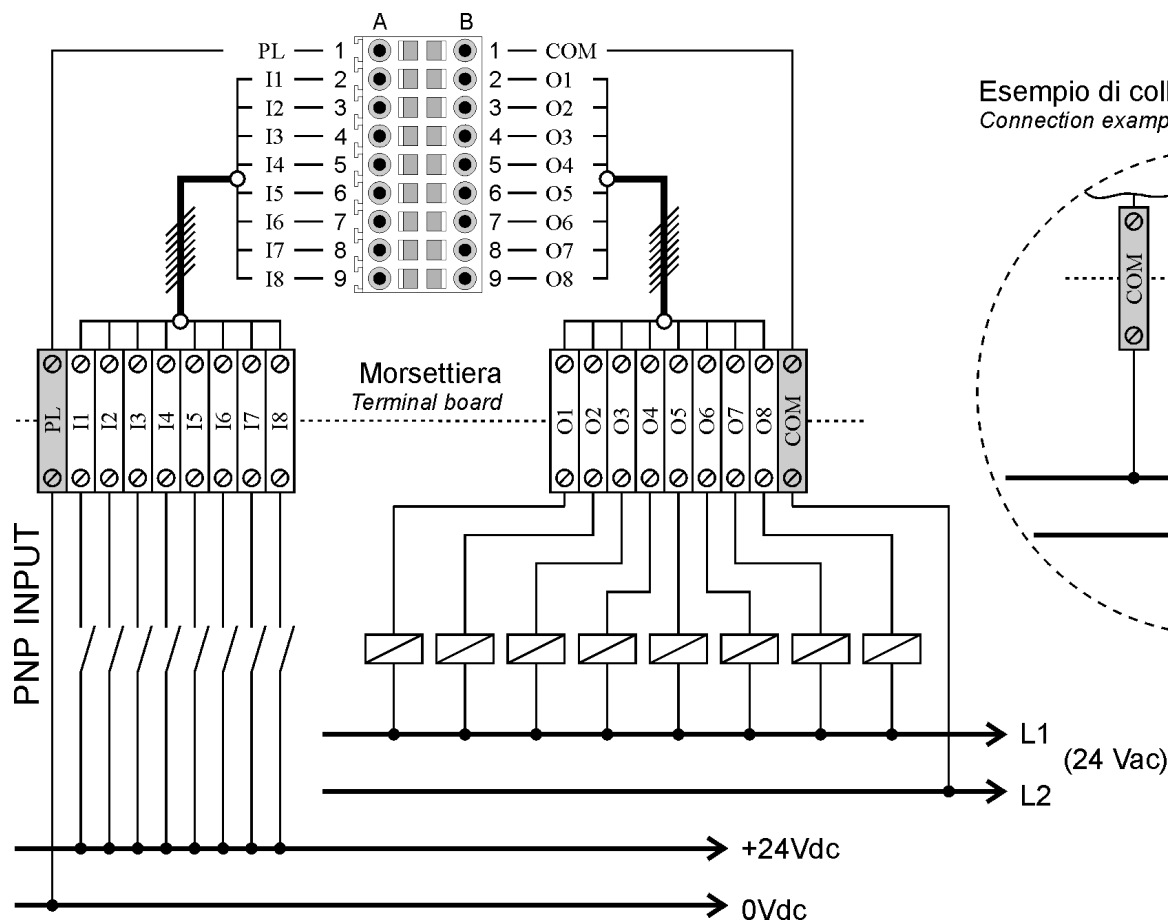 A B
PL 1 1 COM
I1 2 2 O1
I2 3 3 O2
I3 4 4 O3
I4 5 5 O4
I5 6 6 O5
I6 7 7 O6
I7 8 8 O7
I8 9 9 O8
Esempio di coll
Connection examp
COM
Morsettiera
Terminal board
PL I1 I2 I3 I4 I5 I6 I7 I8
O1 O2 O3 O4 O5 O6 O7 O8 COM
PNP INPUT
L1
(24 Vac)
L2
+24Vdc
0Vdc